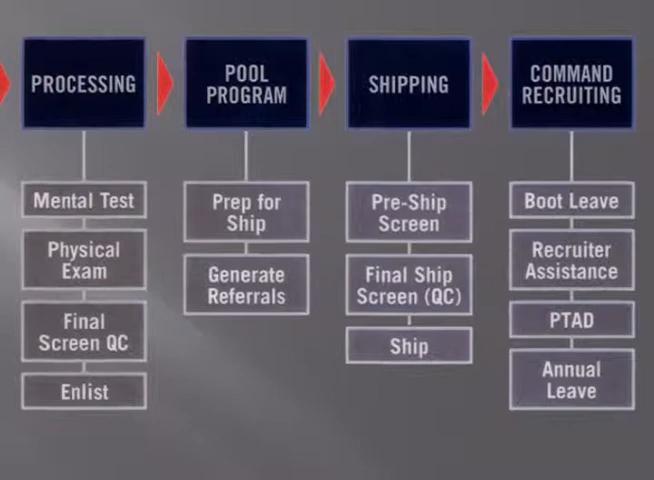 PROCESSING
Mental Test
Physical
Exam
Final
Screen QC
Enlist
POOL
PROGRAM
Prep for
Ship
Generate
Referrals
SHIPPING
Pre-Ship
Screen
Final Ship
Screen (QC)
Ship
COMMAND
RECRUITING
Boot Leave
Recruiter
Assistance
PTAD
Annual
Leave